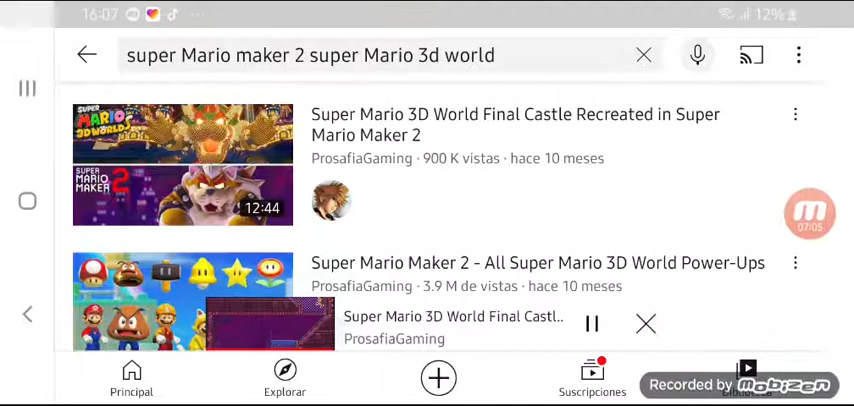 16:07
12%
super Mario maker 2 super Mario 3d world
SUPER
MARIO
3D WORLDS
SUPER
MARIO
MAKER 2
12:44
Super Mario 3D World Final Castle Recreated in Super
Mario Maker 2
ProsafiaGaming · 900 K vistas · hace 10 meses
07:05
Super Mario Maker 2 - All Super Mario 3D World Power-Ups
ProsafiaGaming · 3.9 M de vistas · hace 10 meses
Super Mario 3D World Final Castl..
ProsafiaGaming
Principal
Explorar
Suscripciones
Recorded by Mobizen